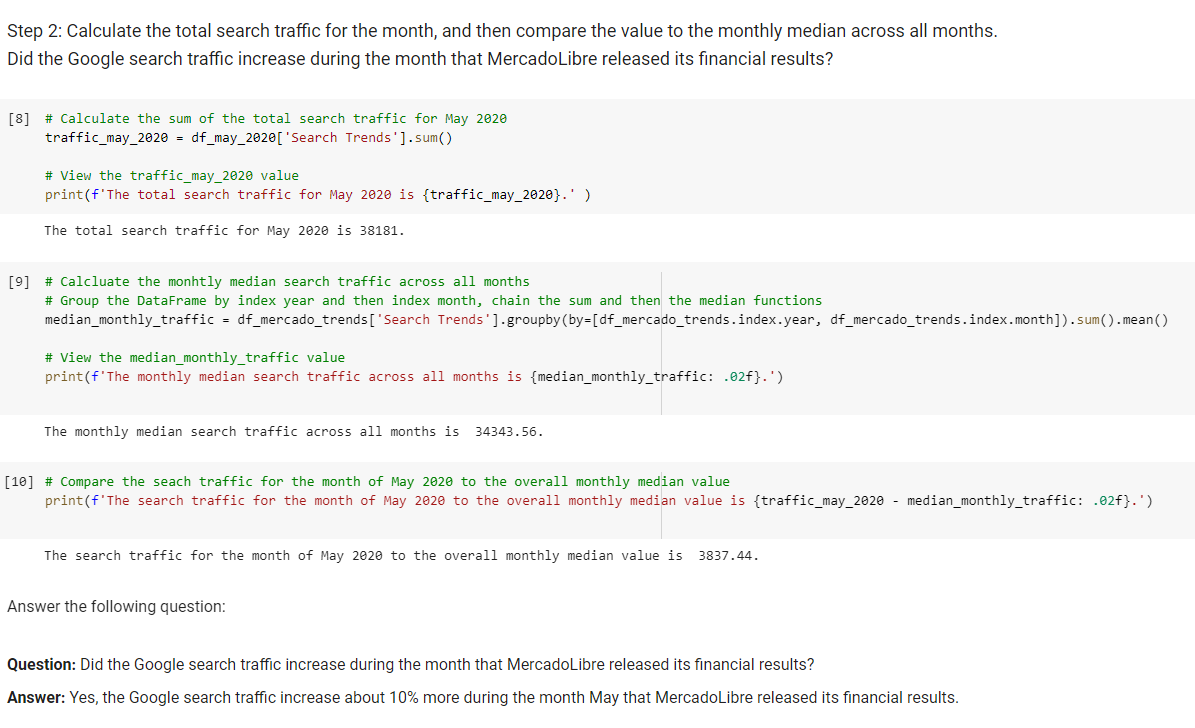 Step 2: Calculate the total search traffic for the month, and then compare the value to the monthly median across all months.
Did the Google search traffic increase during the month that MercadoLibre released its financial results?
[8] # Calculate the sum of the total search traffic for May 2020
traffic_may_2020 = df_may_2020['Search Trends'].sum()
# View the traffic_may_2020 value
print(f'The total search traffic for May 2020 is {traffic_may_2020}.' )
The total search traffic for May 2020 is 38181.
[9] # Calcluate the monhtly median search traffic across all months
# Group the DataFrame by index year and then index month, chain the sum and then the median functions
median_monthly_traffic = df_mercado_trends['Search Trends'].groupby(by=[df_mercado_trends.index.year, df_mercado_trends.index.month]).sum().mean()
# View the median_monthly_traffic value
print(f'The monthly median search traffic across all months is {median_monthly_traffic: .02f}.')
The monthly median search traffic across all months is  34343.56.
[10] # Compare the seach traffic for the month of May 2020 to the overall monthly median value
print(f'The search traffic for the month of May 2020 to the overall monthly median value is {traffic_may_2020 - median_monthly_traffic: .02f}.')
The search traffic for the month of May 2020 to the overall monthly median value is  3837.44.
Answer the following question:
Question: Did the Google search traffic increase during the month that MercadoLibre released its financial results?
Answer: Yes, the Google search traffic increase about 10% more during the month May that MercadoLibre released its financial results.